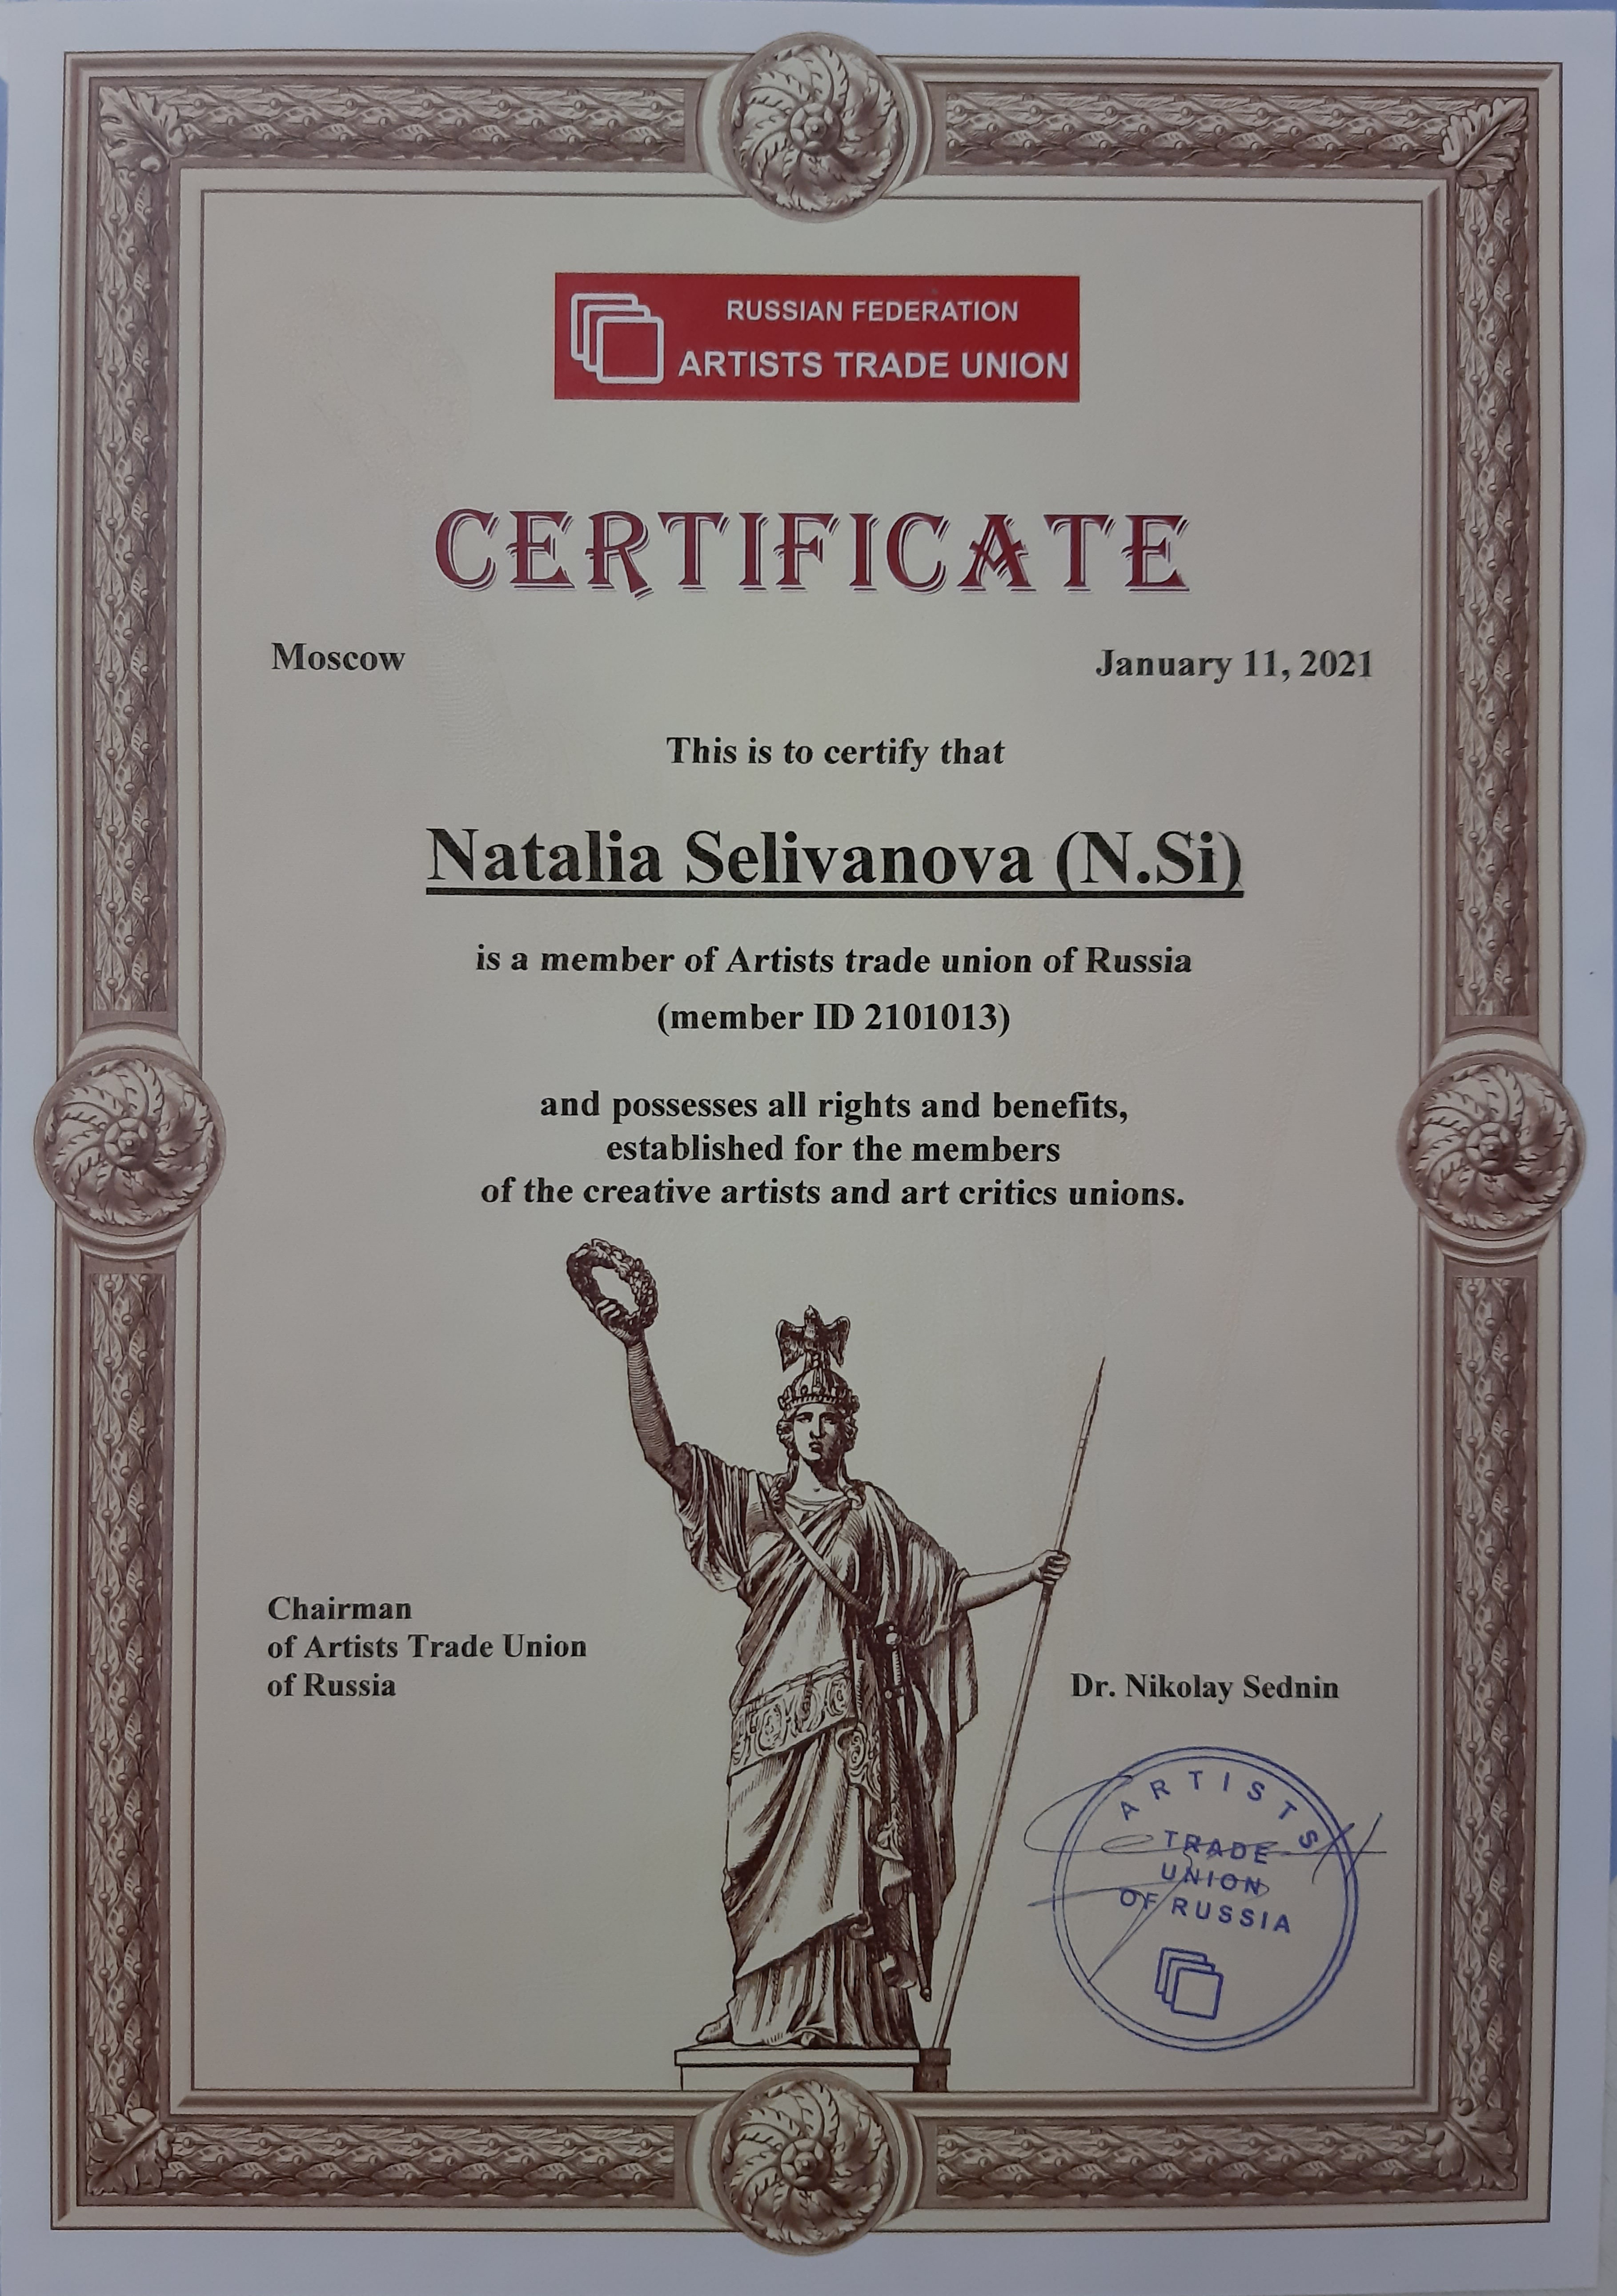 RUSSIAN FEDERATION
ARTISTS TRADE UNION
CERTIFICATE
Moscow
January 11, 2021
This is to certify that
Natalia Selivanova (N.Si)
is a member of Artists trade union of Russia
(member ID 2101013)
and possesses all rights and benefits,
established for the members
of the creative artists and art critics unions.
Chairman
of Artists Trade Union
of Russia
Dr. Nikolay Sednin
ARTISTS
TRADE
UNION
OF RUSSIA